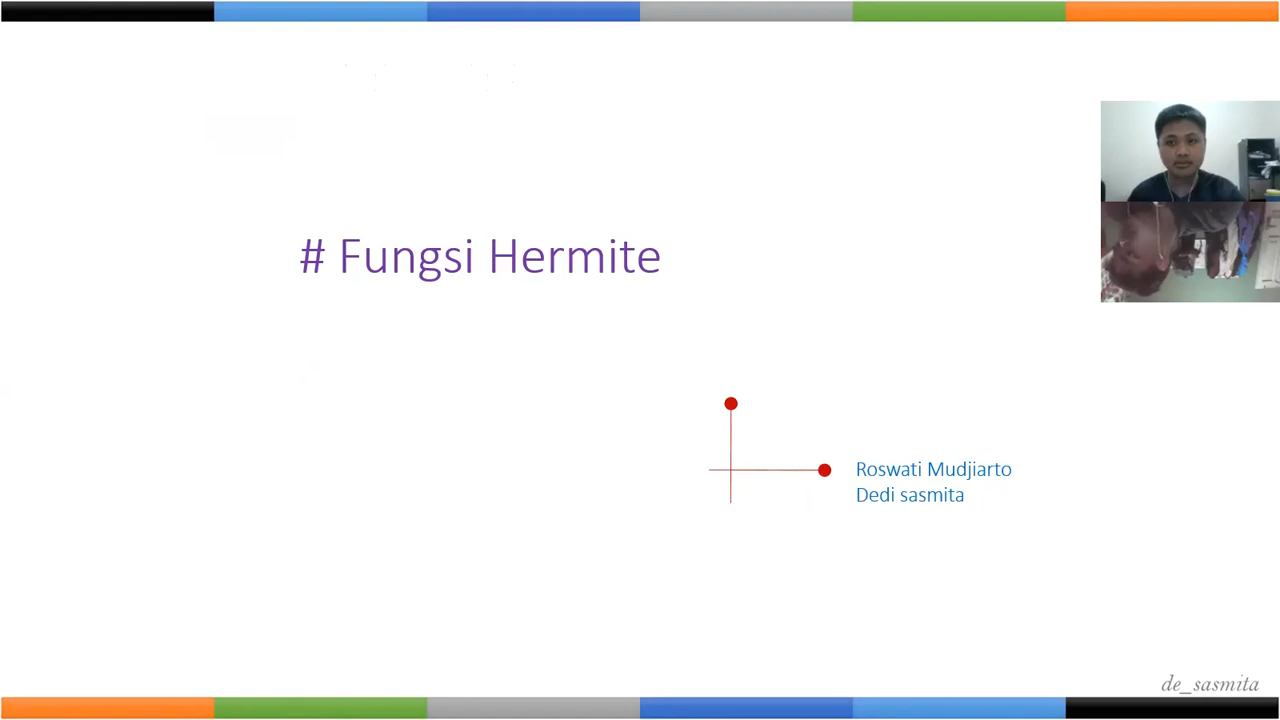 # Fungsi Hermite
Roswati Mudjiarto
Dedi sasmita
de_sasmita